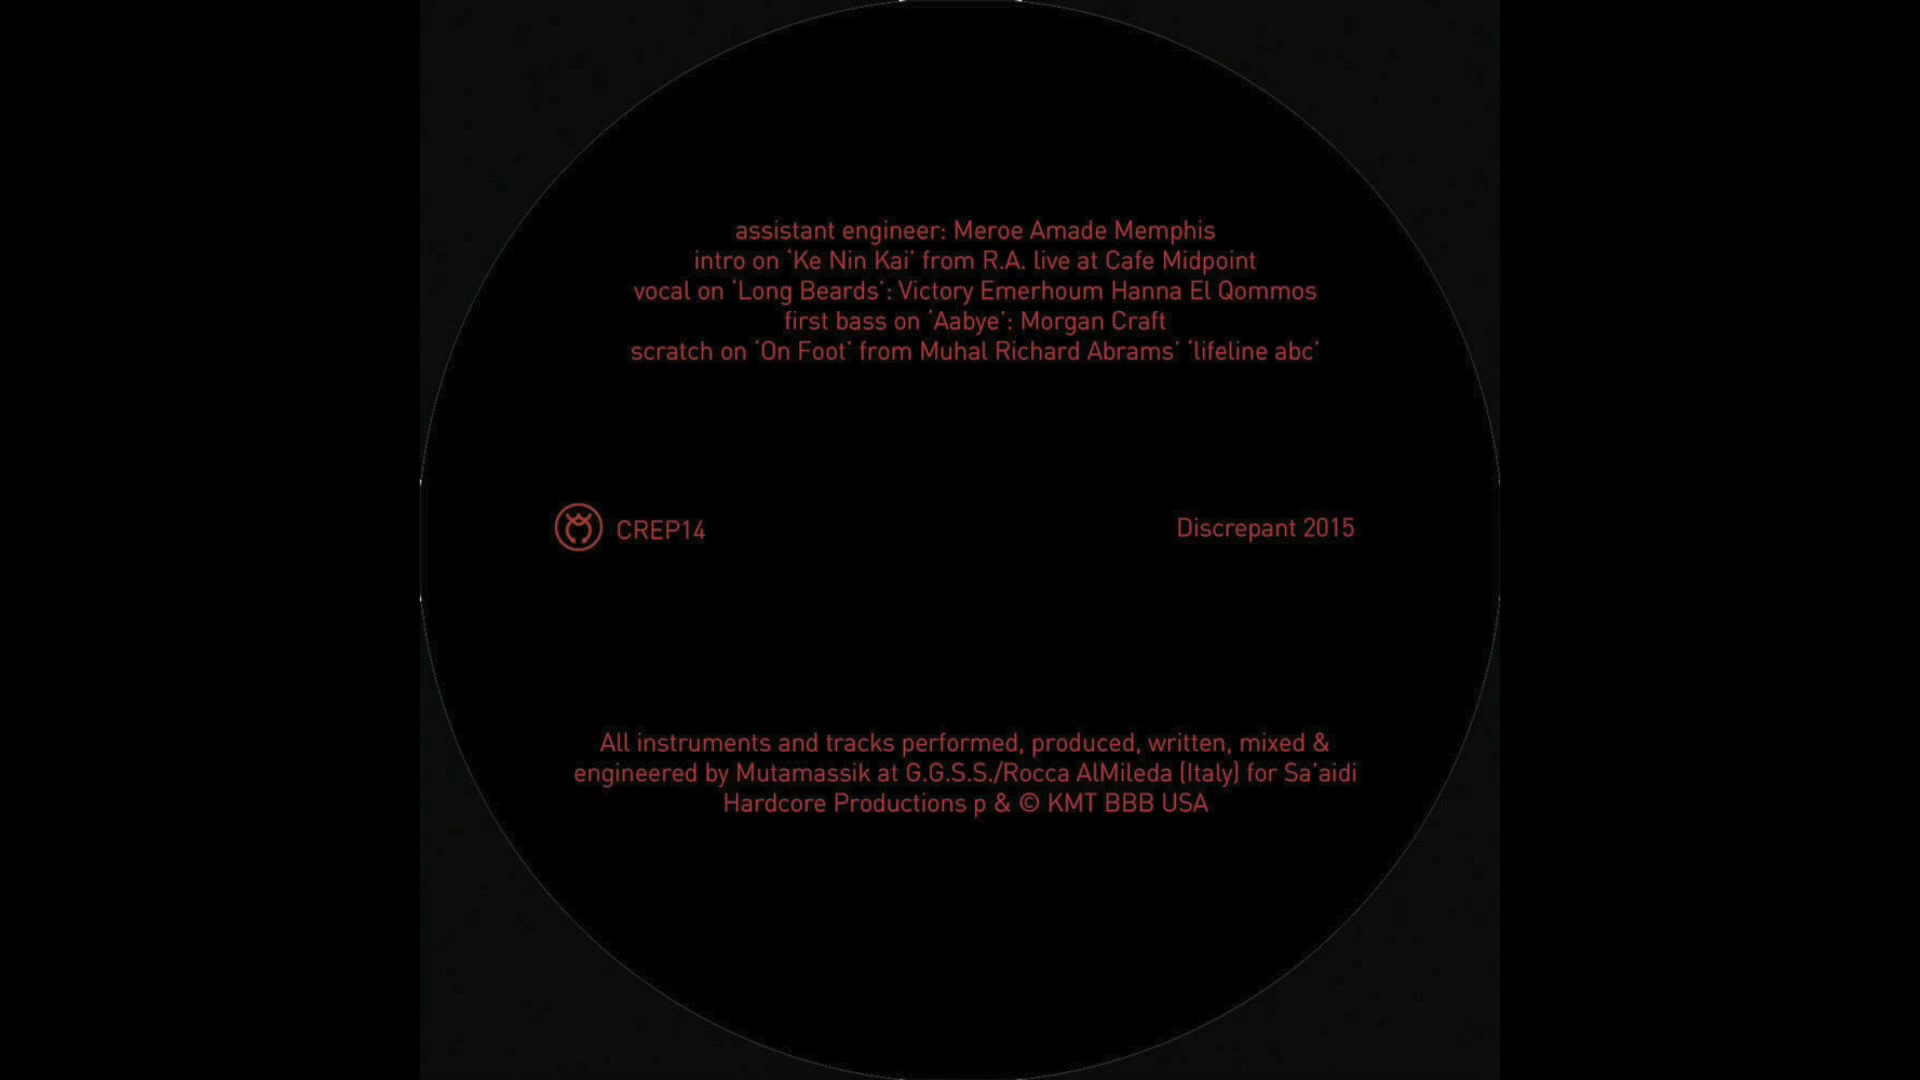 assistant engineer: Meroe Amade Memphis
intro on ‘Ke Nin Kai’ from R.A. live at Cafe Midpoint
vocal on ‘Long Beards’: Victory Emerhoum Hanna El Qommos
first bass on ‘Aabye’: Morgan Craft
scratch on ‘On Foot’ from Muhal Richard Abrams’ ‘lifeline abc’
CREP14
Discrepant 2015
All instruments and tracks performed, produced, written, mixed &
engineered by Mutamassik at G.G.S.S./Rocca AlMileda (Italy) for Sa’aidi
Hardcore Productions p & © KMT BBB USA